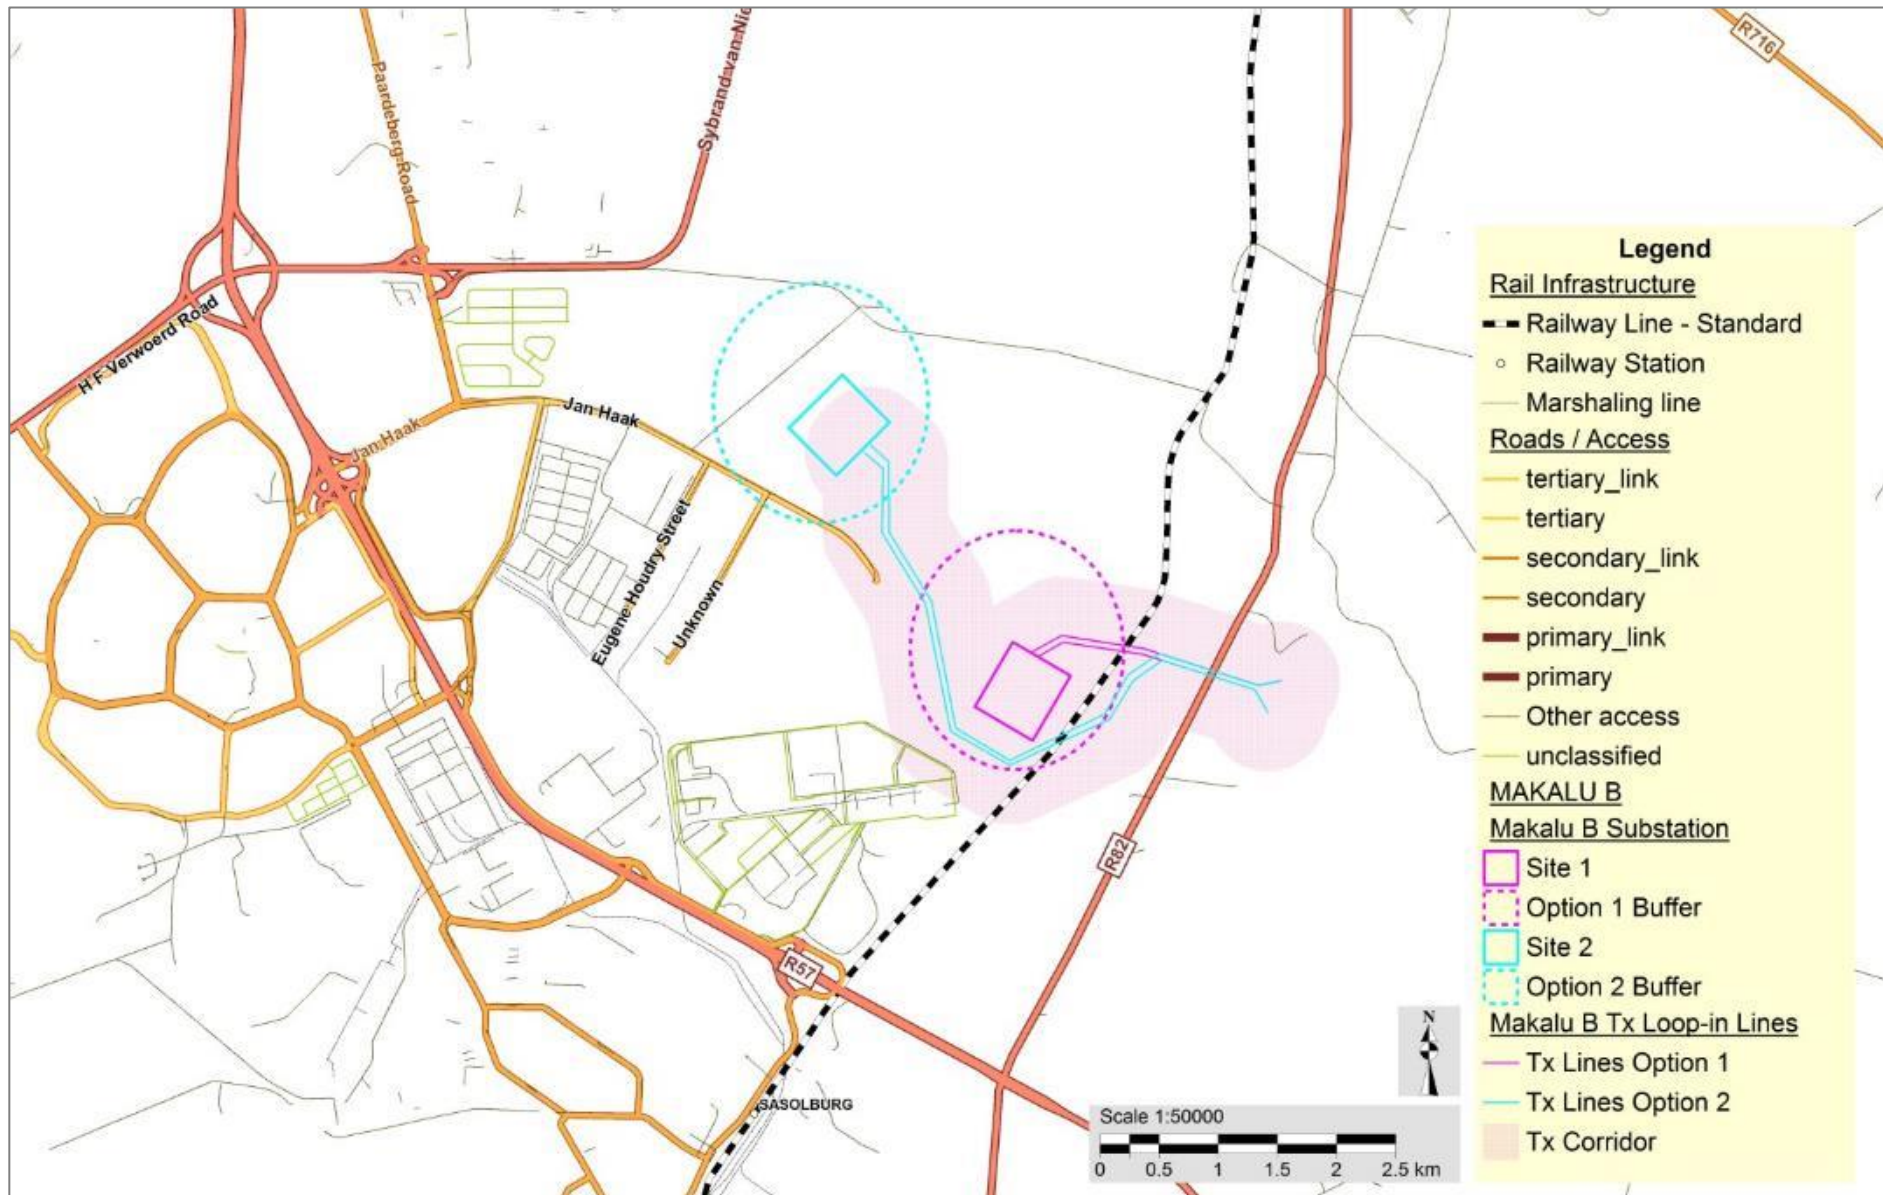 Sybrand van Nie
Paardeberg Road
R716
H F Verwoerd Road
Jan Haak
Jan Haak
Eugene Houdry Street
Unknown
R82
R57
SASOLBURG
Legend
Rail Infrastructure
Railway Line - Standard
Railway Station
Marshaling line
Roads / Access
tertiary_link
tertiary
secondary_link
secondary
primary_link
primary
Other access
unclassified
MAKALU B
Makalu B Substation
Site 1
Option 1 Buffer
Site 2
Option 2 Buffer
Makalu B Tx Loop-in Lines
Tx Lines Option 1
Tx Lines Option 2
Tx Corridor
N
Scale 1:50000
0 0.5 1 1.5 2 2.5 km